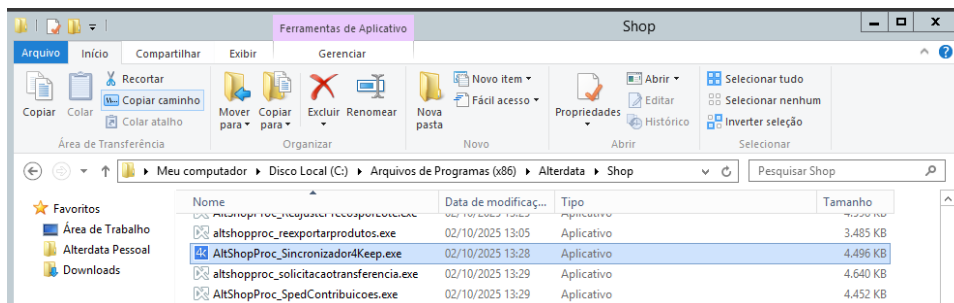 Ferramentas de Aplicativo
Shop
Arquivo Início Compartilhar Exibir Gerenciar
Copiar
Colar
Recortar
Copiar caminho
Colar atalho
Área de Transferência
Mover para
Copiar para
Excluir
Renomear
Organizar
Nova pasta
Novo item
Fácil acesso
Novo
Propriedades
Abrir
Editar
Histórico
Abrir
Selecionar tudo
Selecionar nenhum
Inverter seleção
Selecionar
Meu computador Disco Local (C:) Arquivos de Programas (x86) Alterdata Shop
Pesquisar Shop
Favoritos
Área de Trabalho
Alterdata Pessoal
Downloads
Nome Data de modificaç... Tipo Tamanho
altshopproc_reexportarprodutos.exe 02/10/2025 13:05 Aplicativo 3.485 KB
4K AltShopProc_Sincronizador4Keep.exe 02/10/2025 13:28 Aplicativo 4.496 KB
altshopproc_solicitacaotransferencia.exe 02/10/2025 13:29 Aplicativo 4.640 KB
AltShopProc_SpedContribuicoes.exe 02/10/2025 13:29 Aplicativo 4.452 KB